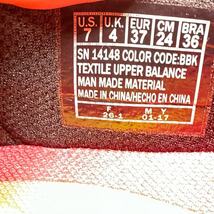 U.S. U.K. EUR CM BRA
7 4 37 24 36
SN 14148 COLOR CODE:BBK
TEXTILE UPPER BALANCE
MAN MADE MATERIAL
MADE IN CHINA/HECHO EN CHINA
F M Y
26-1 01-17